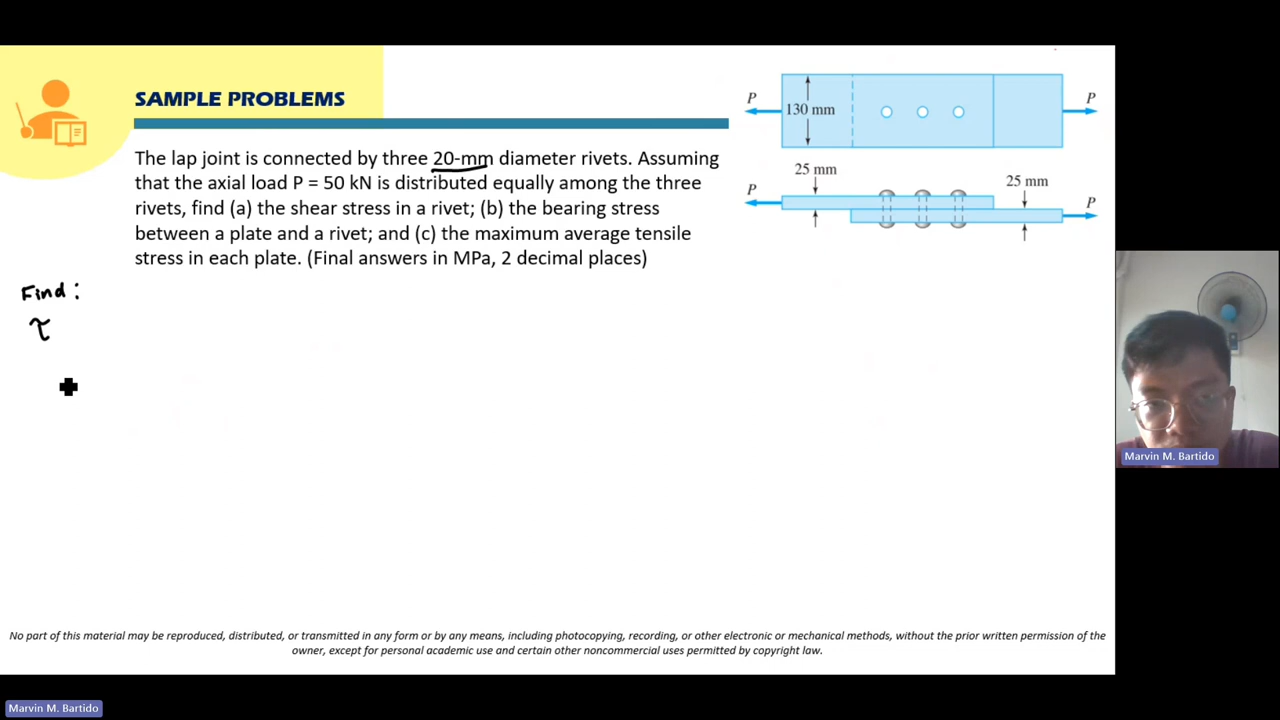 SAMPLE PROBLEMS
The lap joint is connected by three 20-mm diameter rivets. Assuming
that the axial load P = 50 kN is distributed equally among the three
rivets, find (a) the shear stress in a rivet; (b) the bearing stress
between a plate and a rivet; and (c) the maximum average tensile
stress in each plate. (Final answers in MPa, 2 decimal places)
P
130 mm
P
25 mm
25 mm
P
P
Find:
τ
Marvin M. Bartido
No part of this material may be reproduced, distributed, or transmitted in any form or by any means, including photocopying, recording, or other electronic or mechanical methods, without the prior written permission of the
owner, except for personal academic use and certain other noncommercial uses permitted by copyright law.
Marvin M. Bartido